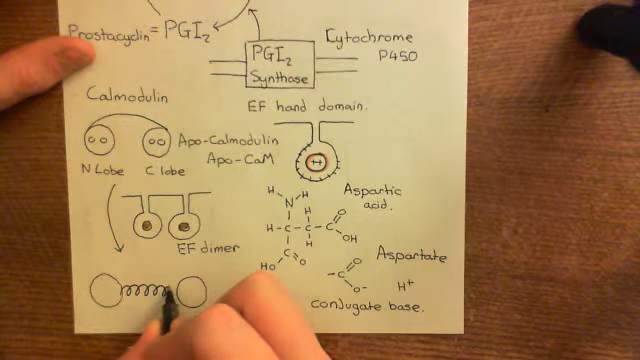 Prostacyclin = PGI2
PGI2
Synthase
Cytochrome
P450
Calmodulin
EF hand domain.
Apo-Calmodulin
Apo-CaM
N Lobe
C lobe
++
EF dimer
Aspartic
acid.
H
H
N
H
H-C-C-C
O
OH
H
C
O
HO
Aspartate
-C
O
O-
H+
conjugate base.